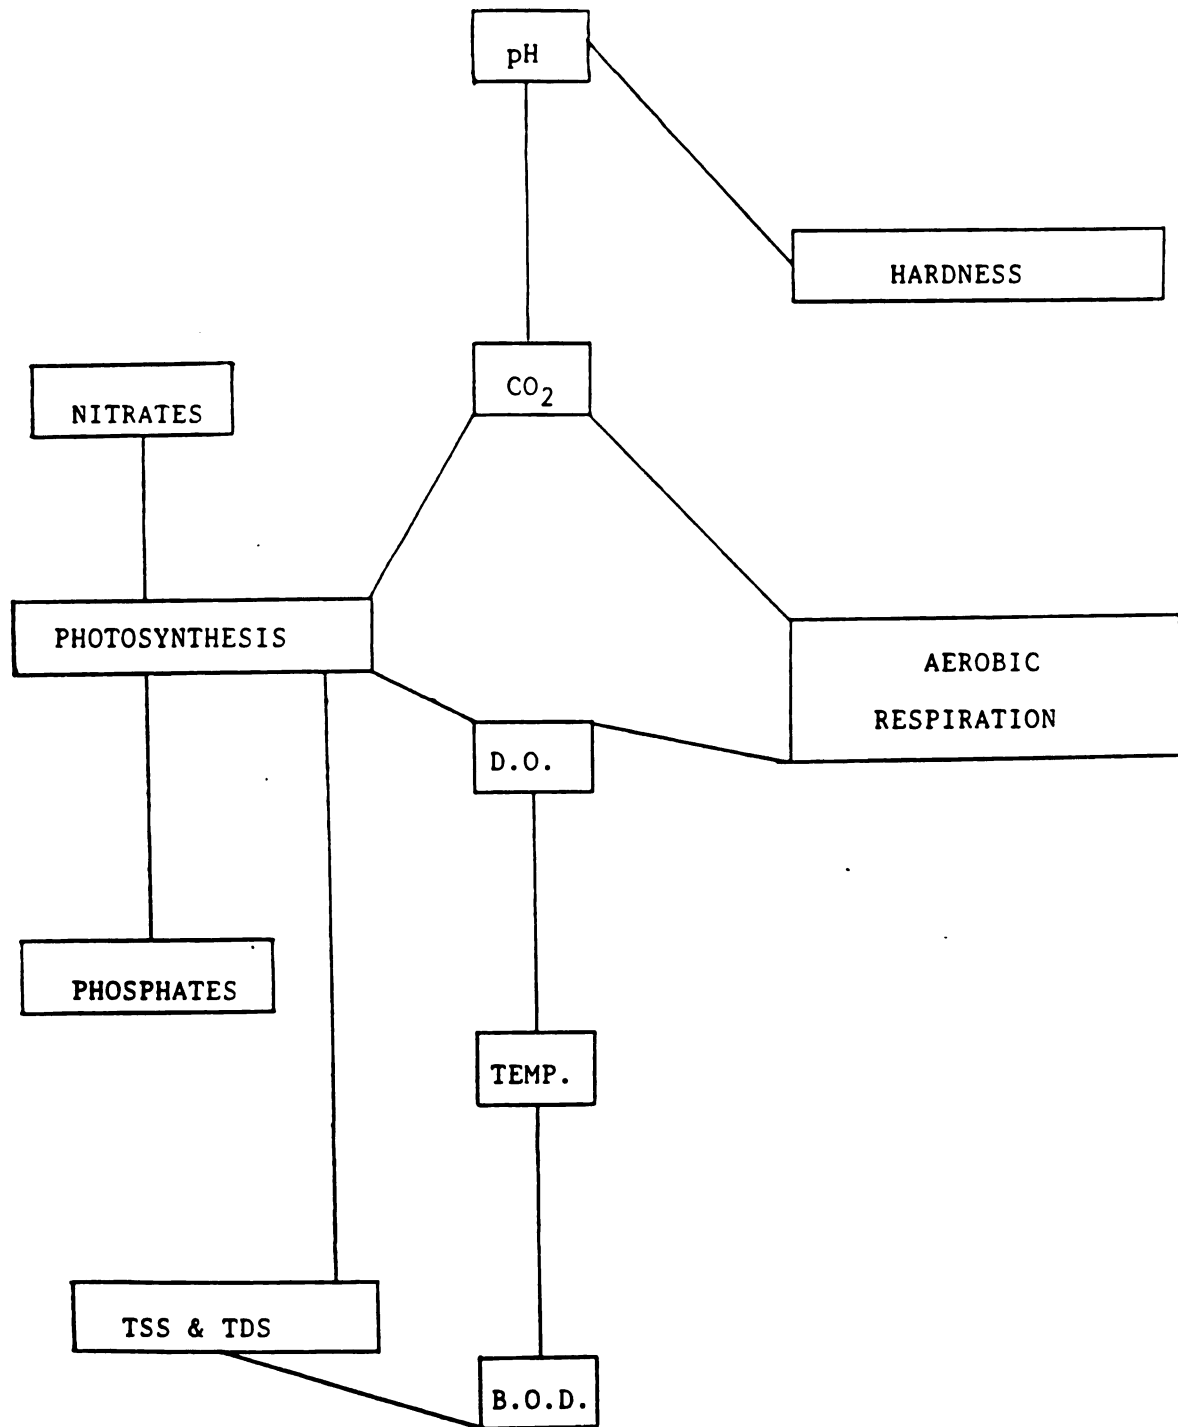 pH
HARDNESS
CO₂
NITRATES
PHOTOSYNTHESIS
AEROBIC
RESPIRATION
D.O.
PHOSPHATES
TEMP.
TSS & TDS
B.O.D.